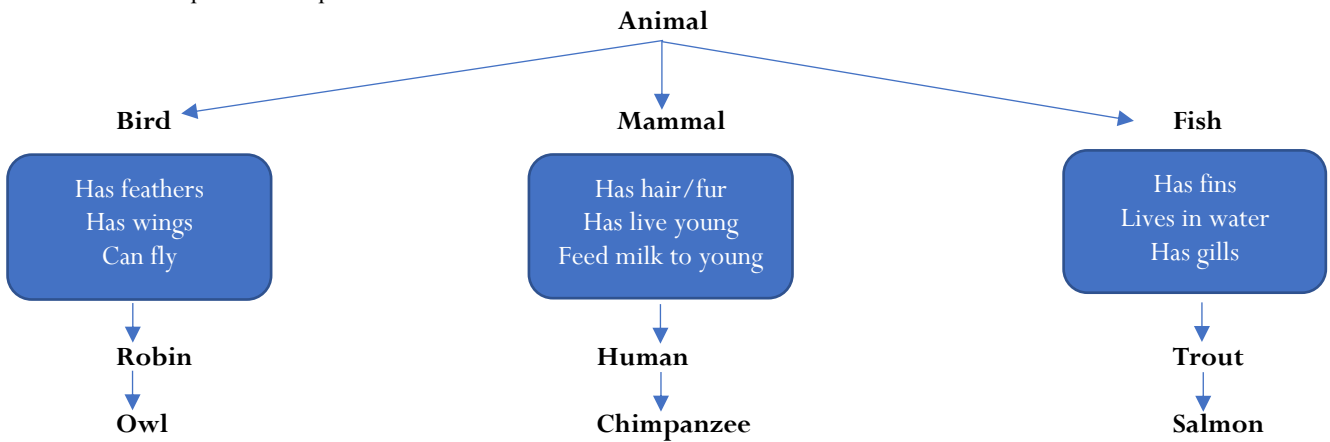 Animal
Bird
Mammal
Fish
Has feathers
Has wings
Can fly
Has hair/fur
Has live young
Feed milk to young
Has fins
Lives in water
Has gills
Robin
Human
Trout
Owl
Chimpanzee
Salmon